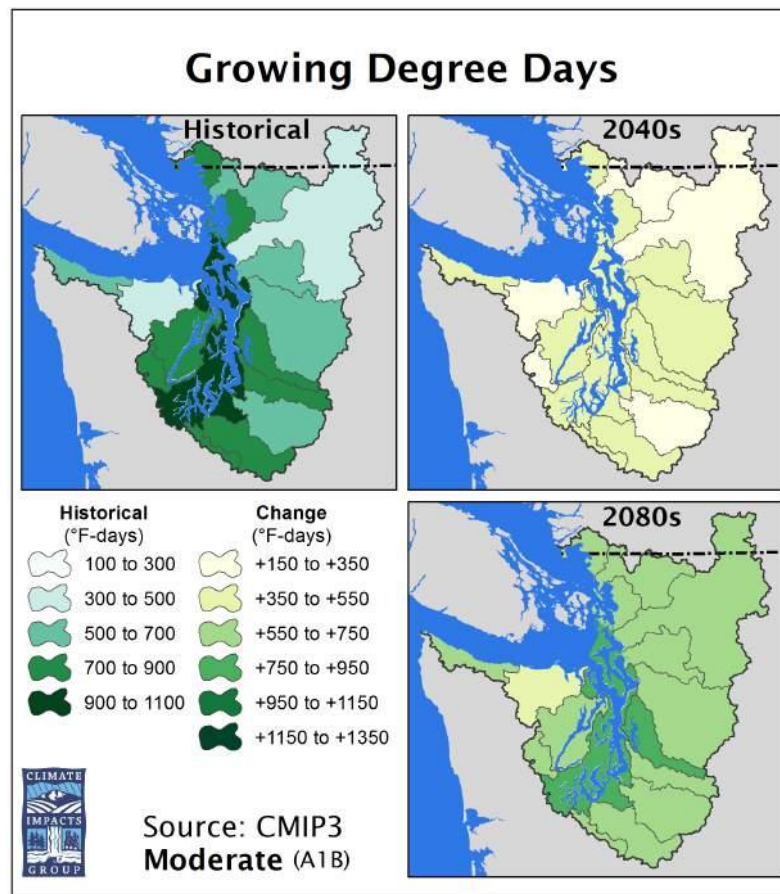 Growing Degree Days
Historical
2040s
2080s
Historical
(°F-days)
100 to 300
300 to 500
500 to 700
700 to 900
900 to 1100
Change
(°F-days)
+150 to +350
+350 to +550
+550 to +750
+750 to +950
+950 to +1150
+1150 to +1350
CLIMATE
IMPACTS
GROUP
Source: CMIP3
Moderate (A1B)